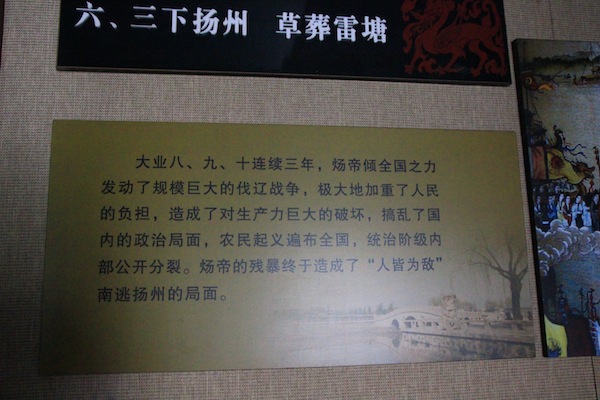 六、三下扬州 草葬雷塘
大业八、九、十连续三年，炀帝倾全国之力
发动了规模巨大的伐辽战争，极大地加重了人民
的负担，造成了对生产力巨大的破坏，搞乱了国
内的政治局面，农民起义遍布全国，统治阶级内
部公开分裂。炀帝的残暴终于造成了“人皆为敌”
南逃扬州的局面。